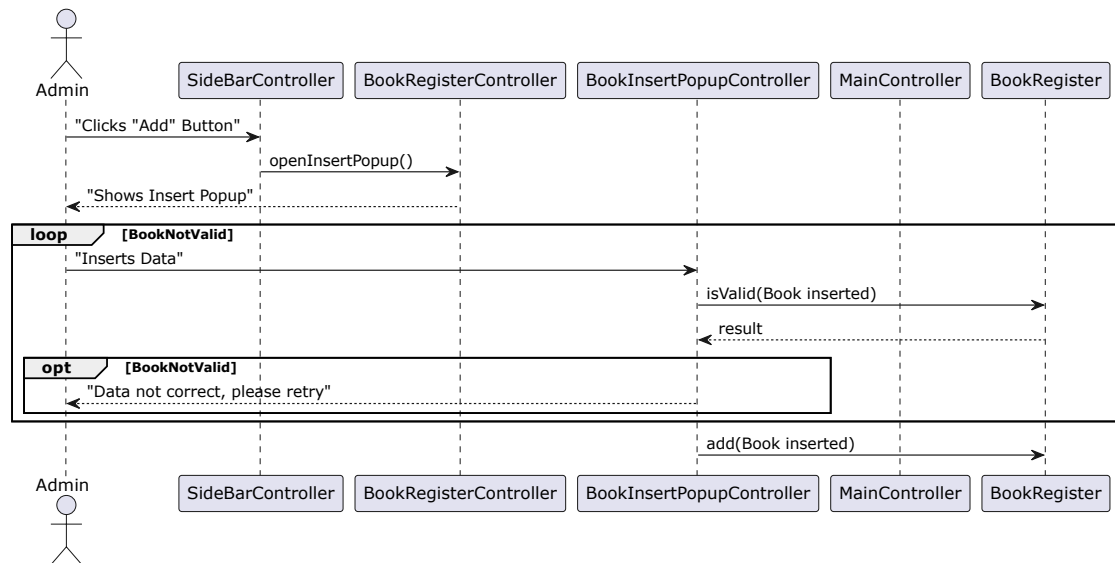 Admin
SideBarController
BookRegisterController
BookInsertPopupController
MainController
BookRegister
"Clicks "Add" Button"
openInsertPopup()
"Shows Insert Popup"
loop [BookNotValid]
"Inserts Data"
isValid(Book inserted)
result
opt [BookNotValid]
"Data not correct, please retry"
add(Book inserted)
Admin
SideBarController
BookRegisterController
BookInsertPopupController
MainController
BookRegister